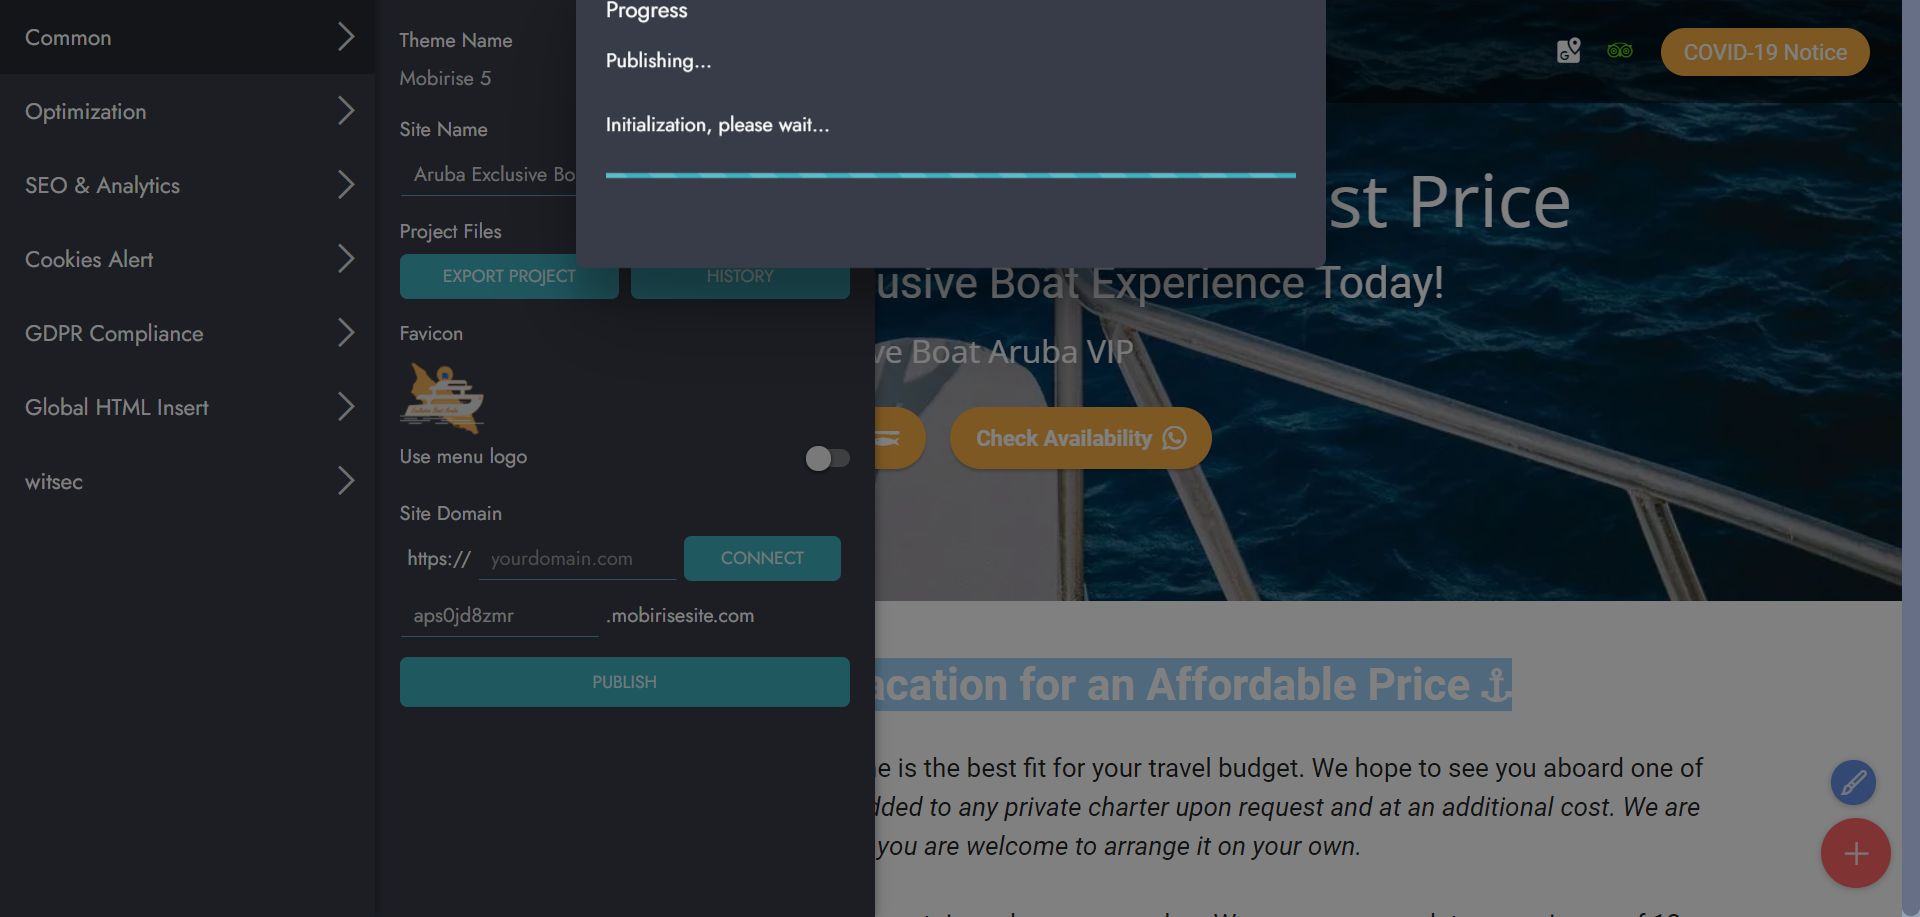 Common
Optimization
SEO & Analytics
Cookies Alert
GDPR Compliance
Global HTML Insert
witsec
Theme Name
Mobirise 5
Site Name
Aruba Exclusive Bo
Project Files
EXPORT PROJECT
HISTORY
Favicon
Use menu logo
Site Domain
https://
yourdomain.com
CONNECT
aps0jd8zmr
.mobirisesite.com
PUBLISH
Progress
Publishing...
Initialization, please wait...
COVID-19 Notice
st Price
usive Boat Experience Today!
ve Boat Aruba VIP
Check Availability
acation for an Affordable Price
e is the best fit for your travel budget. We hope to see you aboard one of
dded to any private charter upon request and at an additional cost. We are
you are welcome to arrange it on your own.